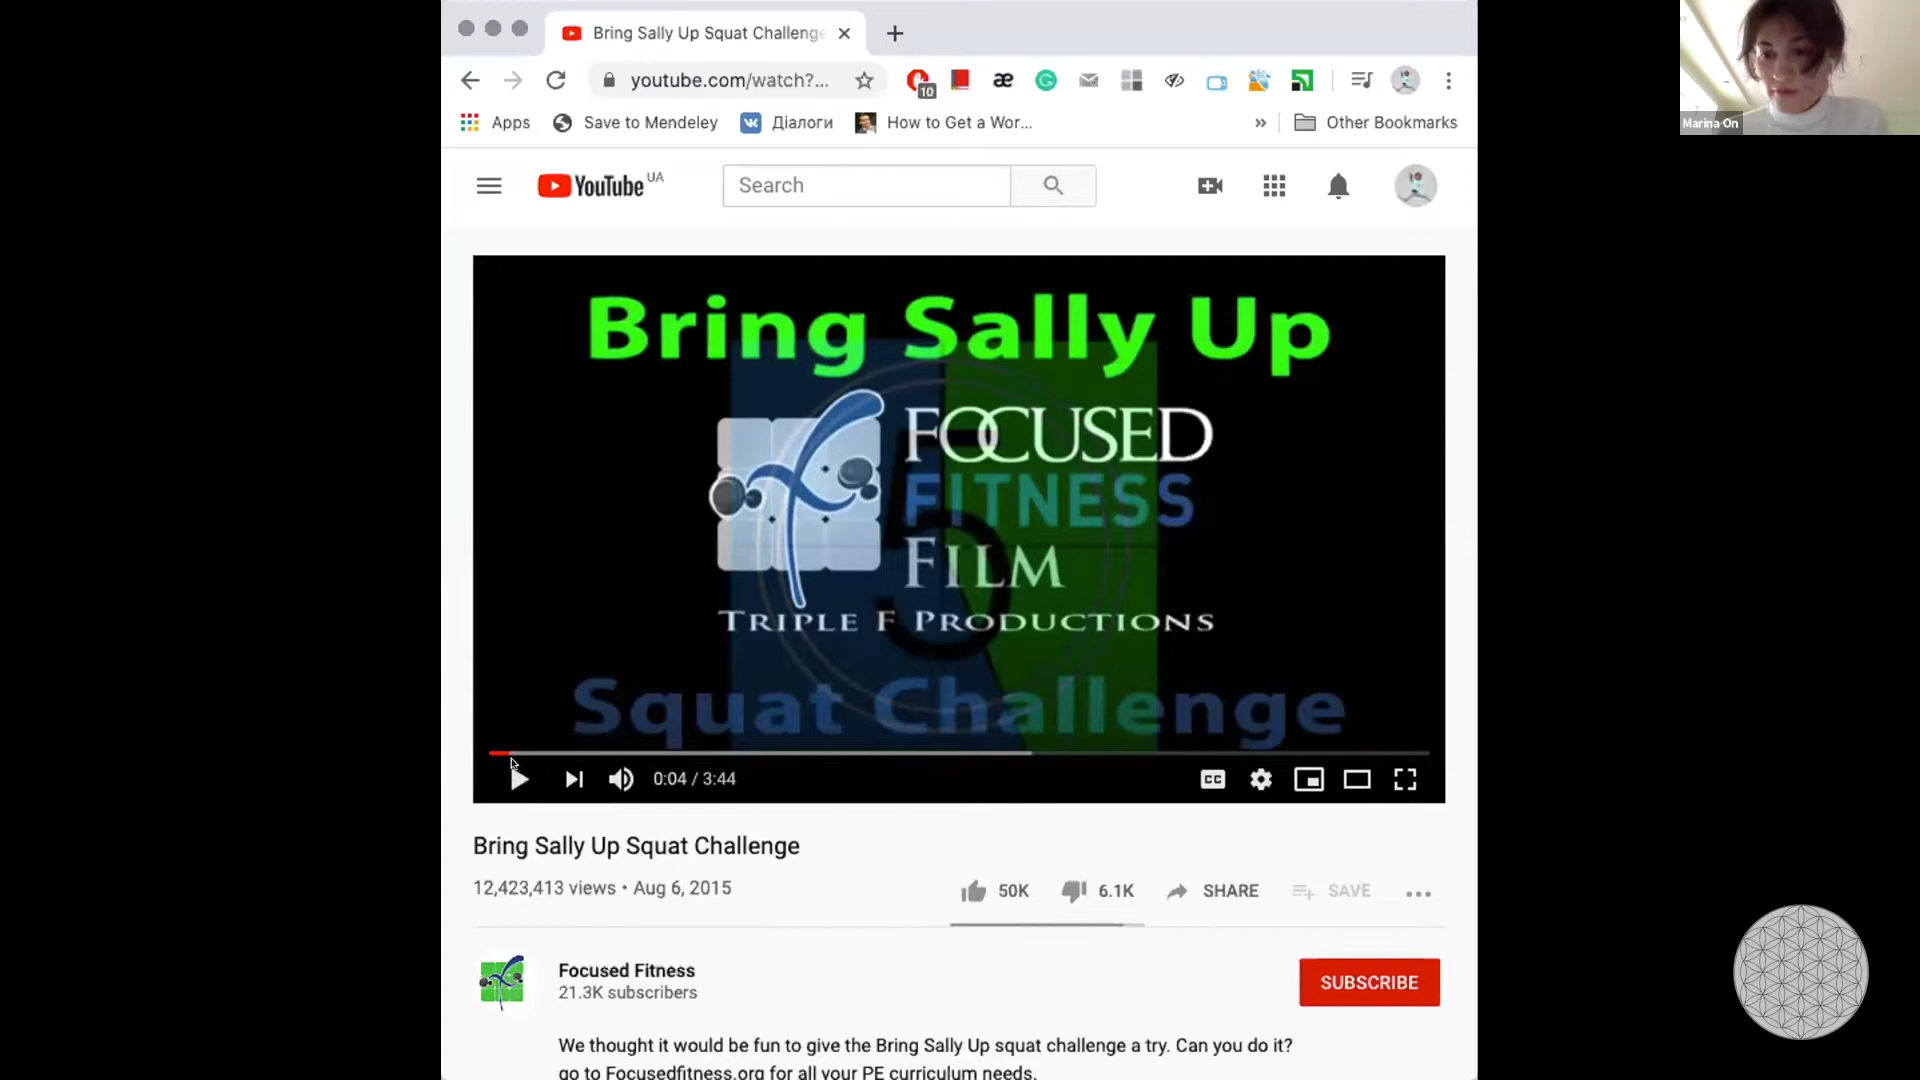 Bring Sally Up Squat Challenge
youtube.com/watch?...
10
æ
Apps
Save to Mendeley
Діалоги
How to Get a Wor...
»
Other Bookmarks
Marina On
YouTube UA
Search
Bring Sally Up
FOCUSED
FITNESS
FILM
TRIPLE F PRODUCTIONS
5
Squat Challenge
0:04 / 3:44
CC
Bring Sally Up Squat Challenge
12,423,413 views • Aug 6, 2015
50K
6.1K
SHARE
SAVE
Focused Fitness
21.3K subscribers
SUBSCRIBE
We thought it would be fun to give the Bring Sally Up squat challenge a try. Can you do it?
go to Focusedfitness.org for all your PE curriculum needs.